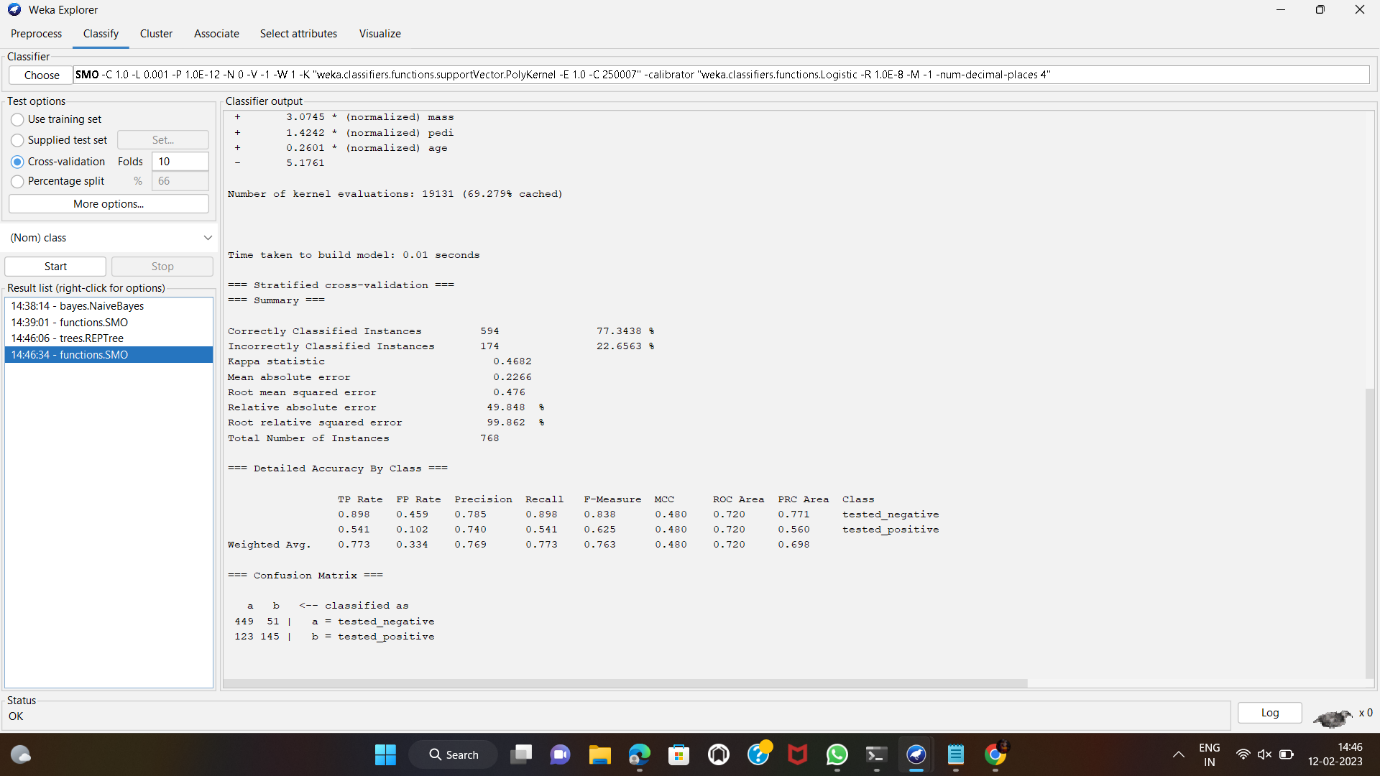 Weka Explorer
Preprocess Classify Cluster Associate Select attributes Visualize
Classifier
Choose SMO -C 1.0 -L 0.001 -P 1.0E-12 -N 0 -V -1 -W 1 -K "weka.classifiers.functions.supportVector.PolyKernel -E 1.0 -C 250007" -calibrator "weka.classifiers.functions.Logistic -R 1.0E-8 -M -1 -num-decimal-places 4"
Test options
Use training set
Supplied test set Set...
Cross-validation Folds 10
Percentage split % 66
More options...
(Nom) class
Start Stop
Result list (right-click for options)
14:38:14 - bayes.NaiveBayes
14:39:01 - functions.SMO
14:46:06 - trees.REPTree
14:46:34 - functions.SMO
Classifier output
+ 3.0745 * (normalized) mass
+ 1.4242 * (normalized) pedi
+ 0.2601 * (normalized) age
- 5.1761
Number of kernel evaluations: 19131 (69.279% cached)
Time taken to build model: 0.01 seconds
=== Stratified cross-validation ===
=== Summary ===
Correctly Classified Instances 594 77.3438 %
Incorrectly Classified Instances 174 22.6563 %
Kappa statistic 0.4682
Mean absolute error 0.2266
Root mean squared error 0.476
Relative absolute error 49.848 %
Root relative squared error 99.862 %
Total Number of Instances 768
=== Detailed Accuracy By Class ===
TP Rate FP Rate Precision Recall F-Measure MCC ROC Area PRC Area Class
0.898 0.459 0.785 0.898 0.838 0.480 0.720 0.771 tested_negative
0.541 0.102 0.740 0.541 0.625 0.480 0.720 0.560 tested_positive
Weighted Avg. 0.773 0.334 0.769 0.773 0.763 0.480 0.720 0.698
=== Confusion Matrix ===
a b <-- classified as
449 51 | a = tested_negative
123 145 | b = tested_positive
Status
OK
Log x 0
Search
ENG
IN
14:46
12-02-2023